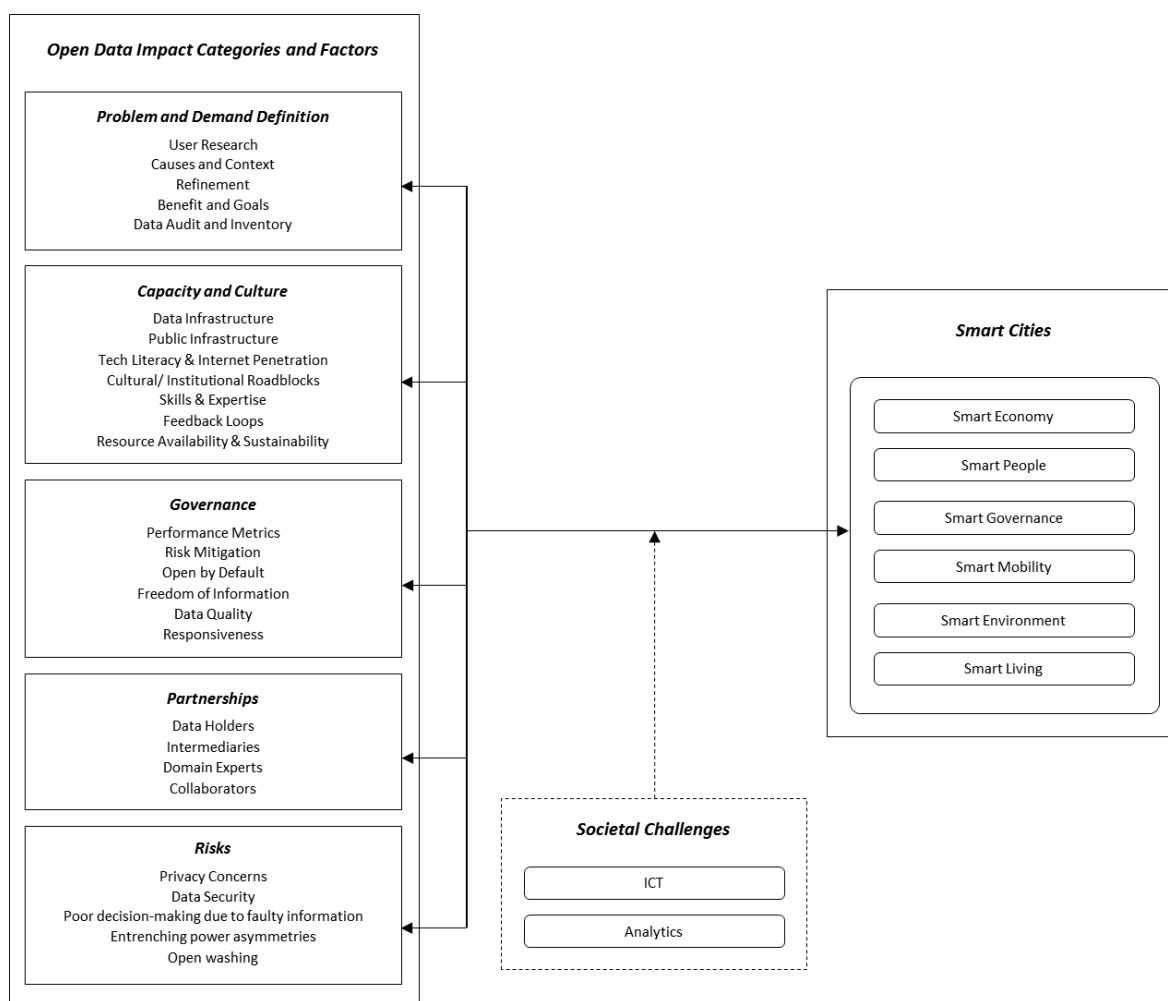 Open Data Impact Categories and Factors
Problem and Demand Definition
User Research
Causes and Context
Refinement
Benefit and Goals
Data Audit and Inventory
Capacity and Culture
Data Infrastructure
Public Infrastructure
Tech Literacy & Internet Penetration
Cultural/ Institutional Roadblocks
Skills & Expertise
Feedback Loops
Resource Availability & Sustainability
Governance
Performance Metrics
Risk Mitigation
Open by Default
Freedom of Information
Data Quality
Responsiveness
Partnerships
Data Holders
Intermediaries
Domain Experts
Collaborators
Risks
Privacy Concerns
Data Security
Poor decision-making due to faulty information
Entrenching power asymmetries
Open washing
Societal Challenges
ICT
Analytics
Smart Cities
Smart Economy
Smart People
Smart Governance
Smart Mobility
Smart Environment
Smart Living